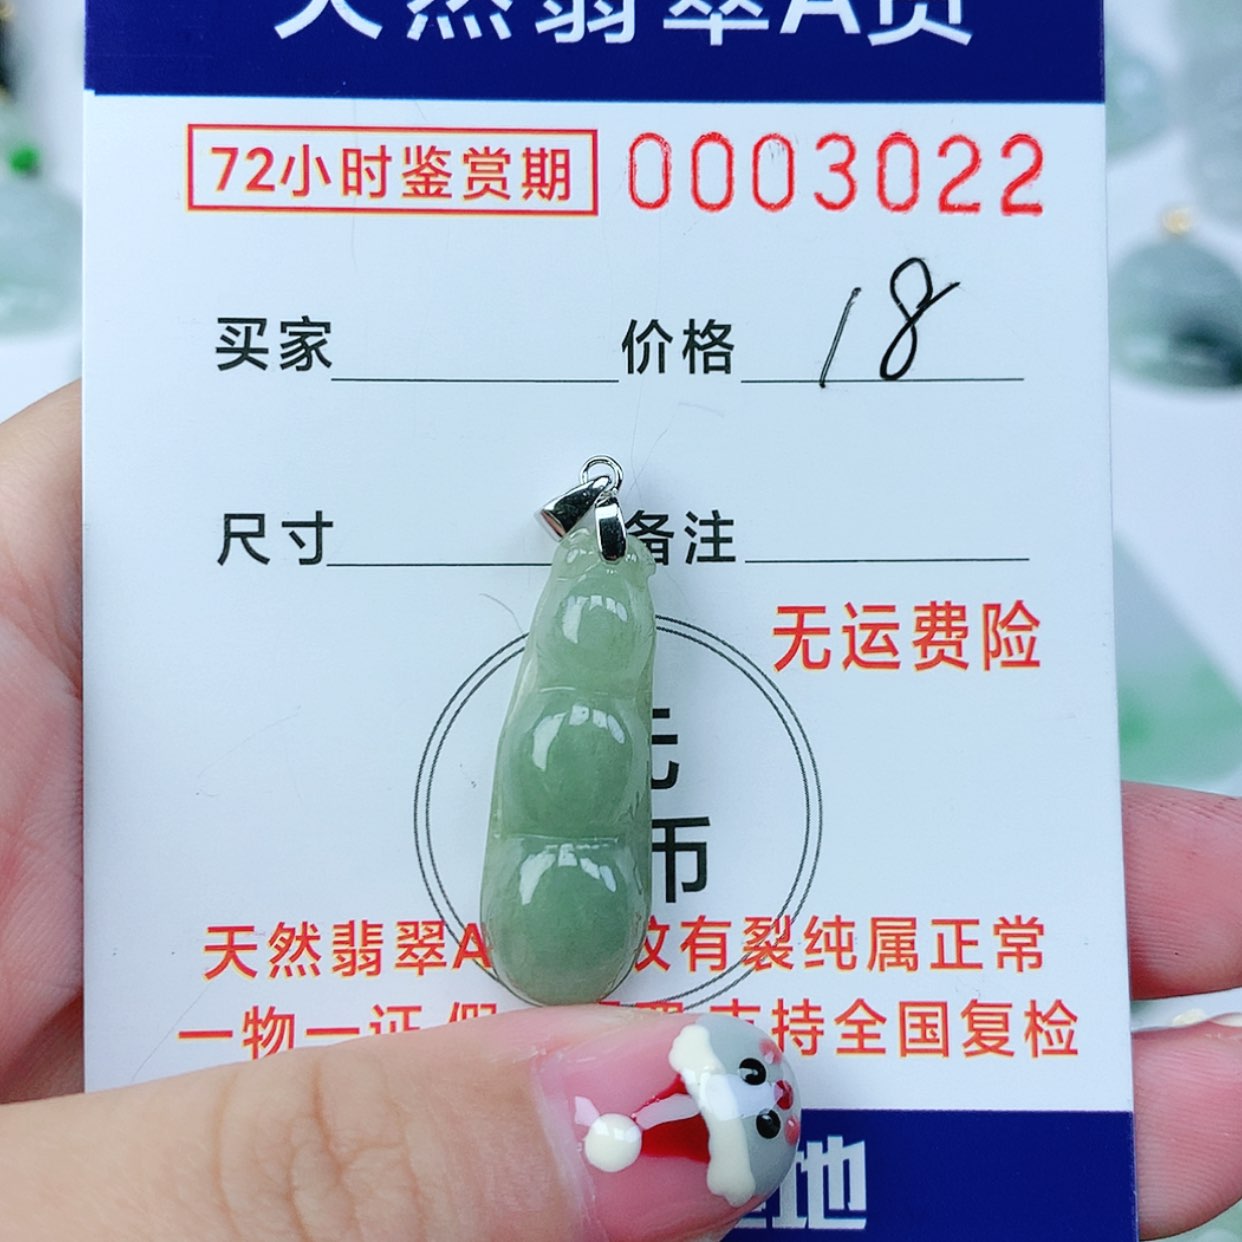 天然翡翠A货
72小时鉴赏期 0003022
买家 价格 18
尺寸 备注
无运费险
元
币
天然翡翠A 纹有裂纯属正常
一物一证 假 支持全国复检
地